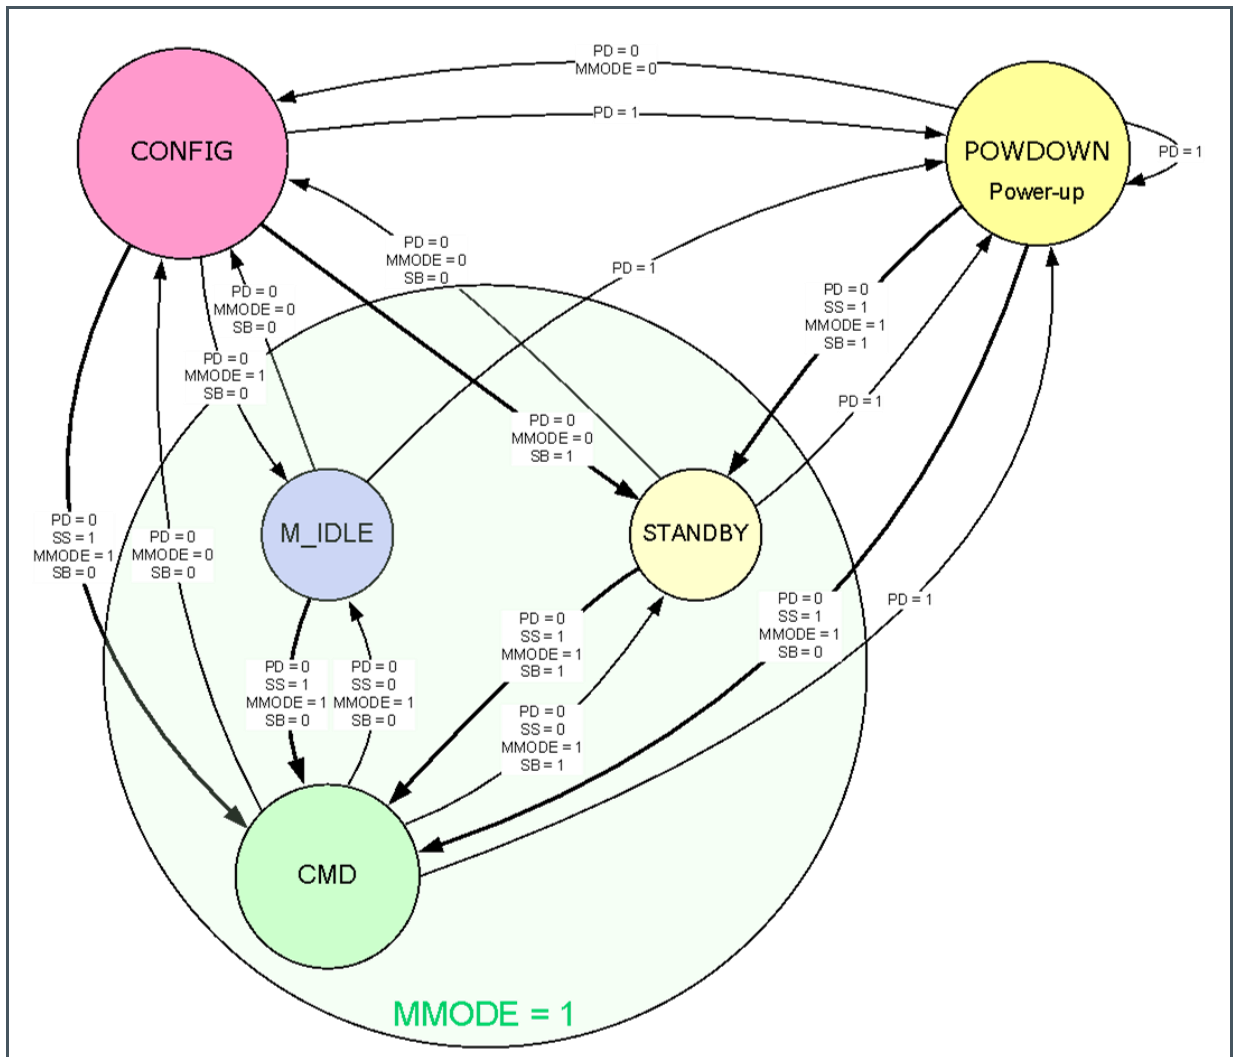 PD = 0
MMODE = 0
PD = 1
CONFIG
POWDOWN
Power-up
PD = 1
PD = 0
MMODE = 0
SB = 0
PD = 1
PD = 0
MMODE = 0
SB = 0
PD = 0
SS = 1
MMODE = 1
SB = 1
PD = 0
MMODE = 1
SB = 0
PD = 1
PD = 0
MMODE = 0
SB = 1
M_IDLE
STANDBY
PD = 0
SS = 1
MMODE = 1
SB = 0
PD = 0
MMODE = 0
SB = 0
PD = 0
SS = 1
MMODE = 1
SB = 0
PD = 1
PD = 0
SS = 1
MMODE = 1
SB = 1
PD = 0
SS = 1
MMODE = 1
SB = 0
PD = 0
SS = 0
MMODE = 1
SB = 0
PD = 0
SS = 0
MMODE = 1
SB = 1
CMD
MMODE = 1